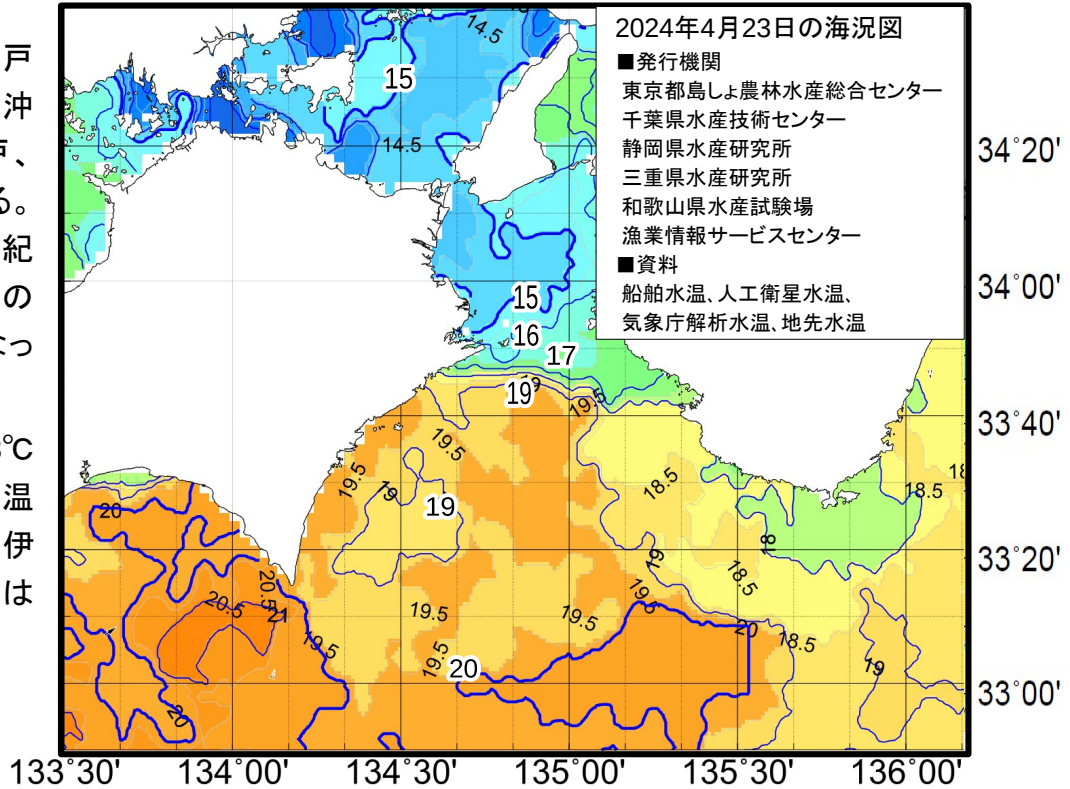 戸
沖
戸、
る。
紀
の
なっ
℃
温
伊
は
2024年4月23日の海況図
■発行機関
東京都島しょ農林水産総合センター
千葉県水産技術センター
静岡県水産研究所
三重県水産研究所
和歌山県水産試験場
漁業情報サービスセンター
■資料
船舶水温、人工衛星水温、
気象庁解析水温、地先水温
14.5
15
14.5
15
16
17
19
19
19.5
19.5
19.5
19
19
18.5
18.5
18
20
19
18.5
20.5
20.5
21
19.5
19.5
19.5
19.5
19.5
20
20
18.5
19
20
34°20'
34°00'
33°40'
33°20'
33°00'
133°30' 134°00' 134°30' 135°00' 135°30' 136°00'